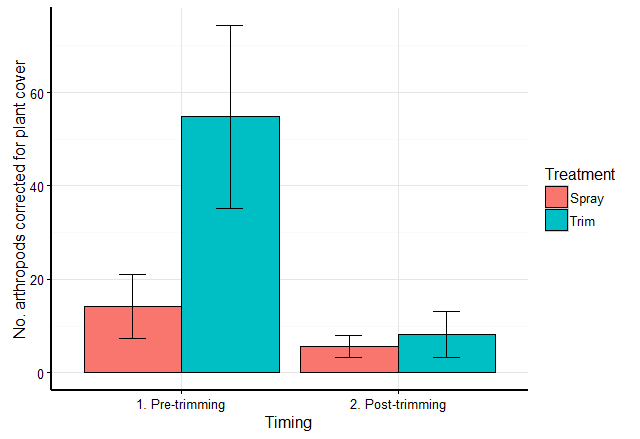 No. arthropods corrected for plant cover
60
40
20
0
1. Pre-trimming
2. Post-trimming
Timing
Treatment
Spray
Trim